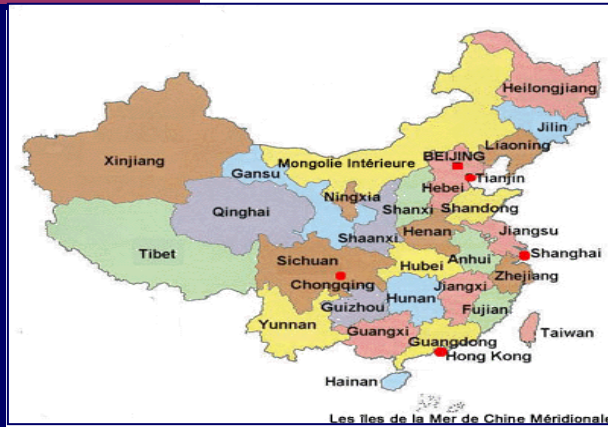 Heilongjiang
Jilin
Liaoning
Xinjiang
Mongolie Intérieure
BEIJING
Gansu
Tianjin
Ningxia
Hebei
Qinghai
Shanxi
Shandong
Henan
Jiangsu
Shaanxi
Tibet
Sichuan
Anhui
Shanghai
Hubei
Zhejiang
Chongqing
Jiangxi
Hunan
Guizhou
Fujian
Yunnan
Guangxi
Taiwan
Guangdong
Hong Kong
Hainan
Les îles de la Mer de Chine Méridionale